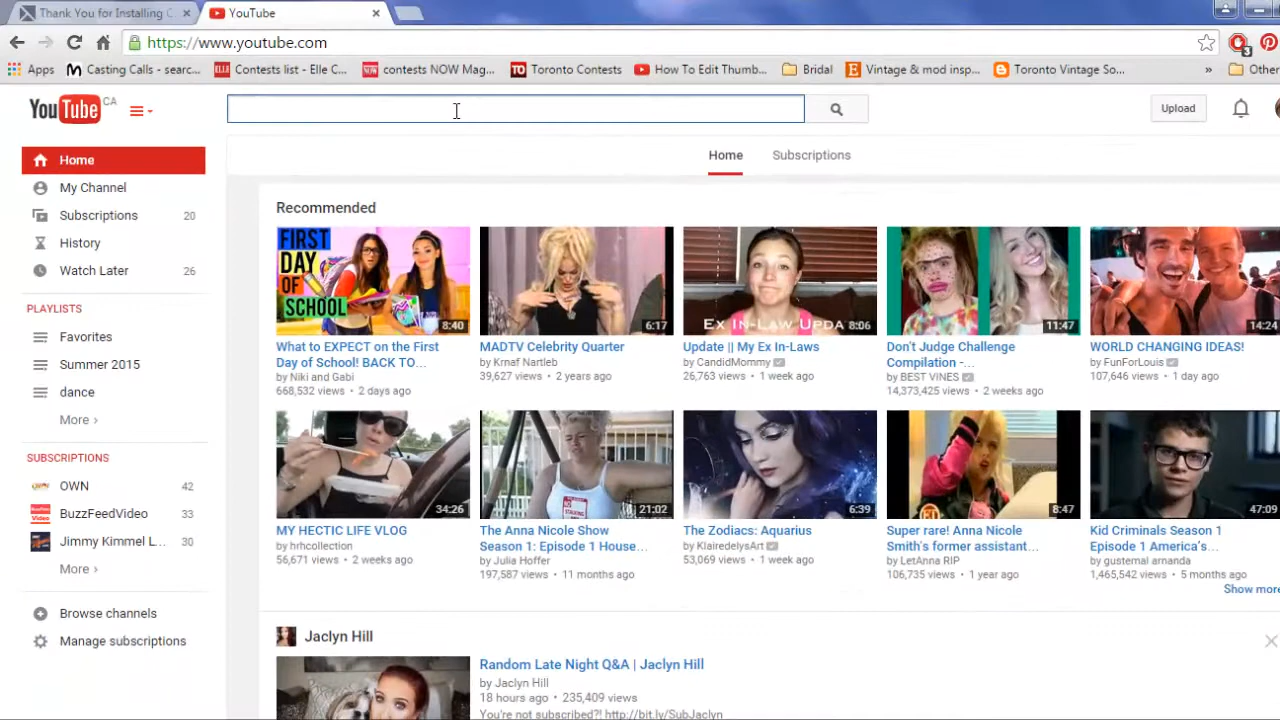 Thank You for Installing C
YouTube
https://www.youtube.com
3
Apps
Casting Calls - searc...
Contests list - Elle C...
contests NOW Mag...
Toronto Contests
How To Edit Thumb...
Bridal
Vintage & mod insp...
Toronto Vintage So...
»
Other
YouTube CA
Upload
Home
Subscriptions
Home
My Channel
Subscriptions 20
History
Watch Later 26
PLAYLISTS
Favorites
Summer 2015
dance
More ›
SUBSCRIPTIONS
OWN 42
BuzzFeedVideo 33
Jimmy Kimmel L... 30
More ›
Browse channels
Manage subscriptions
Recommended
FIRST
DAY
OF
SCHOOL
8:40
What to EXPECT on the First
Day of School! BACK TO...
by Niki and Gabi
668,532 views • 2 days ago
6:17
MADTV Celebrity Quarter
by Krnaf Nartleb
39,627 views • 2 years ago
EX IN-LAW UPDA
8:06
Update || My Ex In-Laws
by CandidMommy
26,763 views • 1 week ago
11:47
Don't Judge Challenge
Compilation -...
by BEST VINES
14,373,425 views • 2 weeks ago
14:24
WORLD CHANGING IDEAS!
by FunForLouis
107,646 views • 1 day ago
34:26
MY HECTIC LIFE VLOG
by hrhcollection
56,671 views • 2 weeks ago
21:02
The Anna Nicole Show
Season 1: Episode 1 House...
by Julia Hoffer
197,587 views • 11 months ago
6:39
The Zodiacs: Aquarius
by KlairedelysArt
53,069 views • 1 week ago
8:47
Super rare! Anna Nicole
Smith's former assistant...
by LetAnna RIP
106,735 views • 1 year ago
47:09
Kid Criminals Season 1
Episode 1 America's...
by gustemal arnanda
1,465,542 views • 5 months ago
Show more
Jaclyn Hill
Random Late Night Q&A | Jaclyn Hill
by Jaclyn Hill
18 hours ago • 235,409 views
You're not subscribed?! http://bit.ly/SubJaclyn